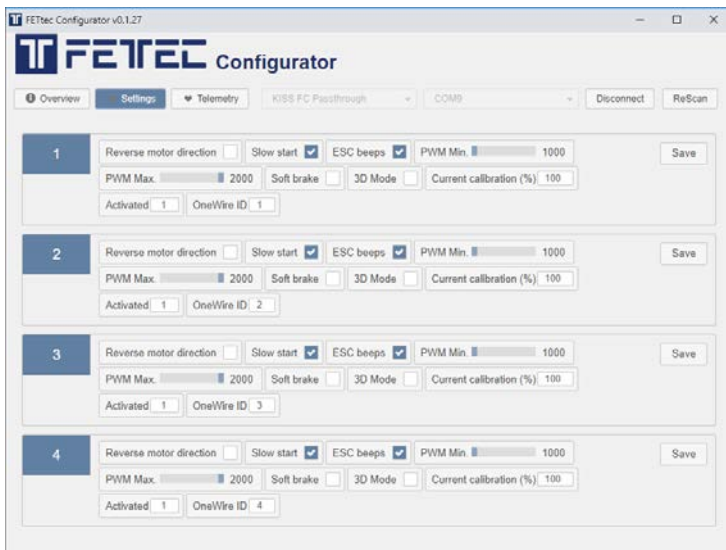 FETtec Configurator v0.1.27
FETEC Configurator
Overview Settings Telemetry KISS FC Passthrough COM9 Disconnect ReScan
1 Reverse motor direction Slow start ESC beeps PWM Min. 1000 Save
PWM Max. 2000 Soft brake 3D Mode Current calibration (%) 100
Activated 1 OneWire ID 1
2 Reverse motor direction Slow start ESC beeps PWM Min. 1000 Save
PWM Max. 2000 Soft brake 3D Mode Current calibration (%) 100
Activated 1 OneWire ID 2
3 Reverse motor direction Slow start ESC beeps PWM Min. 1000 Save
PWM Max. 2000 Soft brake 3D Mode Current calibration (%) 100
Activated 1 OneWire ID 3
4 Reverse motor direction Slow start ESC beeps PWM Min. 1000 Save
PWM Max. 2000 Soft brake 3D Mode Current calibration (%) 100
Activated 1 OneWire ID 4